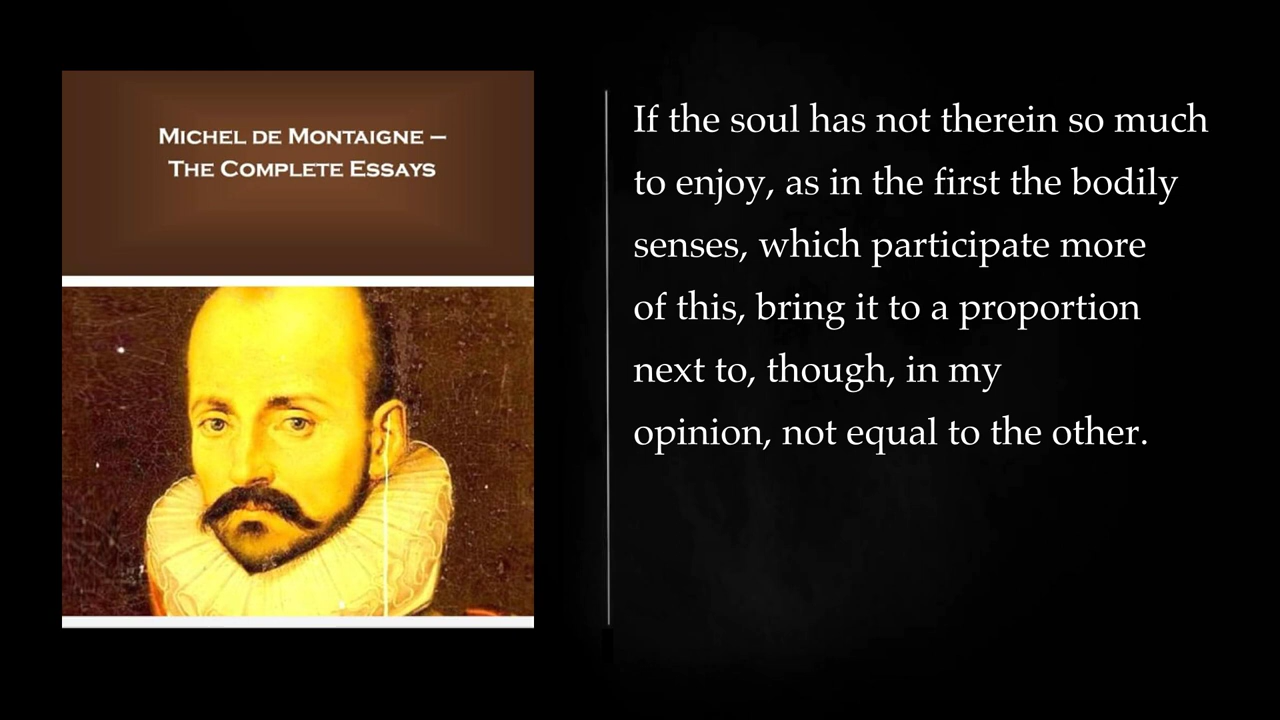 MICHEL DE MONTAIGNE –
THE COMPLETE ESSAYS
If the soul has not therein so much
to enjoy, as in the first the bodily
senses, which participate more
of this, bring it to a proportion
next to, though, in my
opinion, not equal to the other.